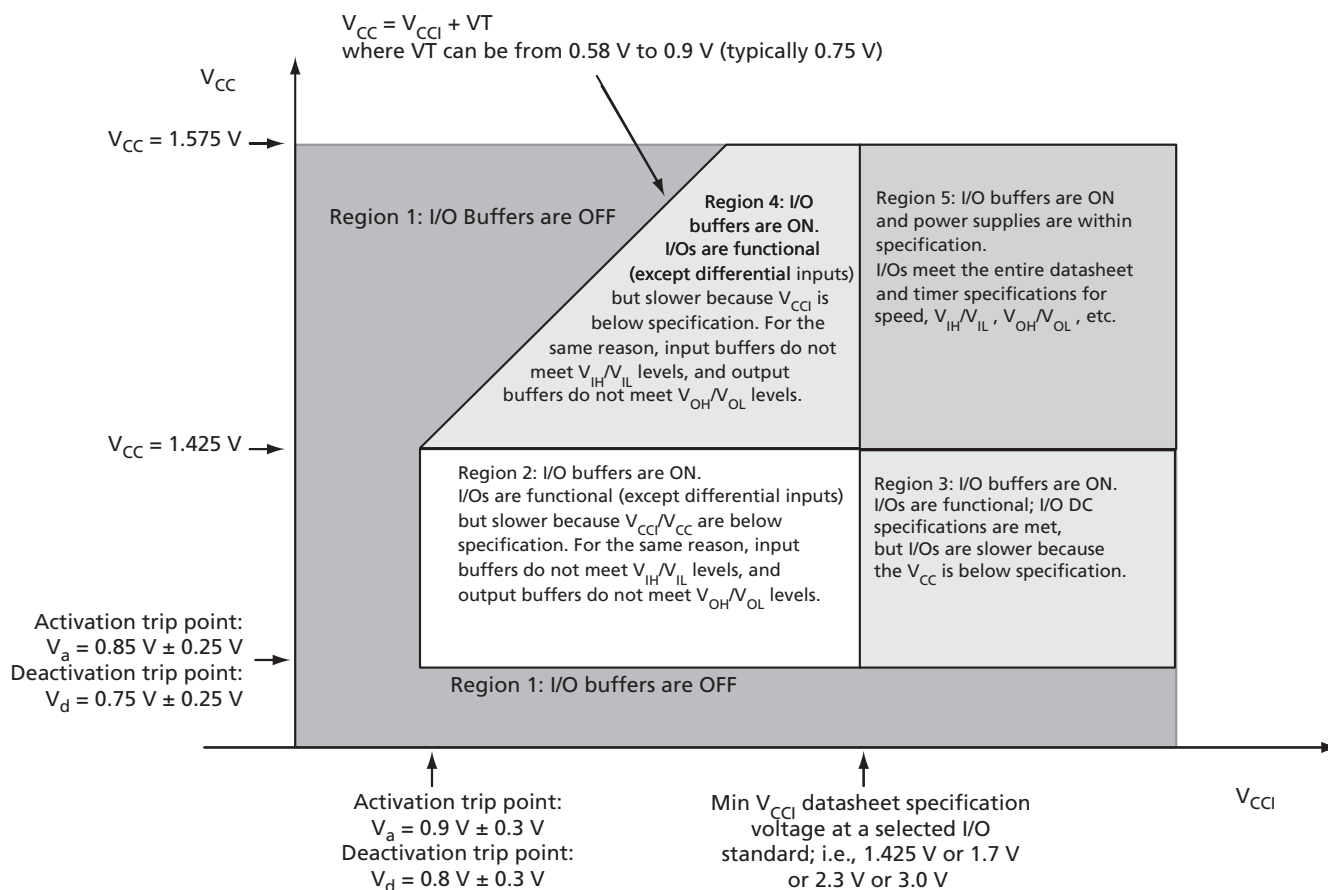 V_CC = V_CCI + VT
where VT can be from 0.58 V to 0.9 V (typically 0.75 V)
V_CC
V_CC = 1.575 V
Region 1: I/O Buffers are OFF
Region 4: I/O
buffers are ON.
I/Os are functional
(except differential inputs)
but slower because V_CCI is
below specification. For the
same reason, input buffers do not
meet V_IH/V_IL levels, and output
buffers do not meet V_OH/V_OL levels.
Region 5: I/O buffers are ON
and power supplies are within
specification.
I/Os meet the entire datasheet
and timer specifications for
speed, V_IH/V_IL , V_OH/V_OL , etc.
V_CC = 1.425 V
Region 2: I/O buffers are ON.
I/Os are functional (except differential inputs)
but slower because V_CCI/V_CC are below
specification. For the same reason, input
buffers do not meet V_IH/V_IL levels, and
output buffers do not meet V_OH/V_OL levels.
Region 3: I/O buffers are ON.
I/Os are functional; I/O DC
specifications are met,
but I/Os are slower because
the V_CC is below specification.
Activation trip point:
V_a = 0.85 V ± 0.25 V
Deactivation trip point:
V_d = 0.75 V ± 0.25 V
Region 1: I/O buffers are OFF
Activation trip point:
V_a = 0.9 V ± 0.3 V
Deactivation trip point:
V_d = 0.8 V ± 0.3 V
Min V_CCI datasheet specification
voltage at a selected I/O
standard; i.e., 1.425 V or 1.7 V
or 2.3 V or 3.0 V
V_CCI